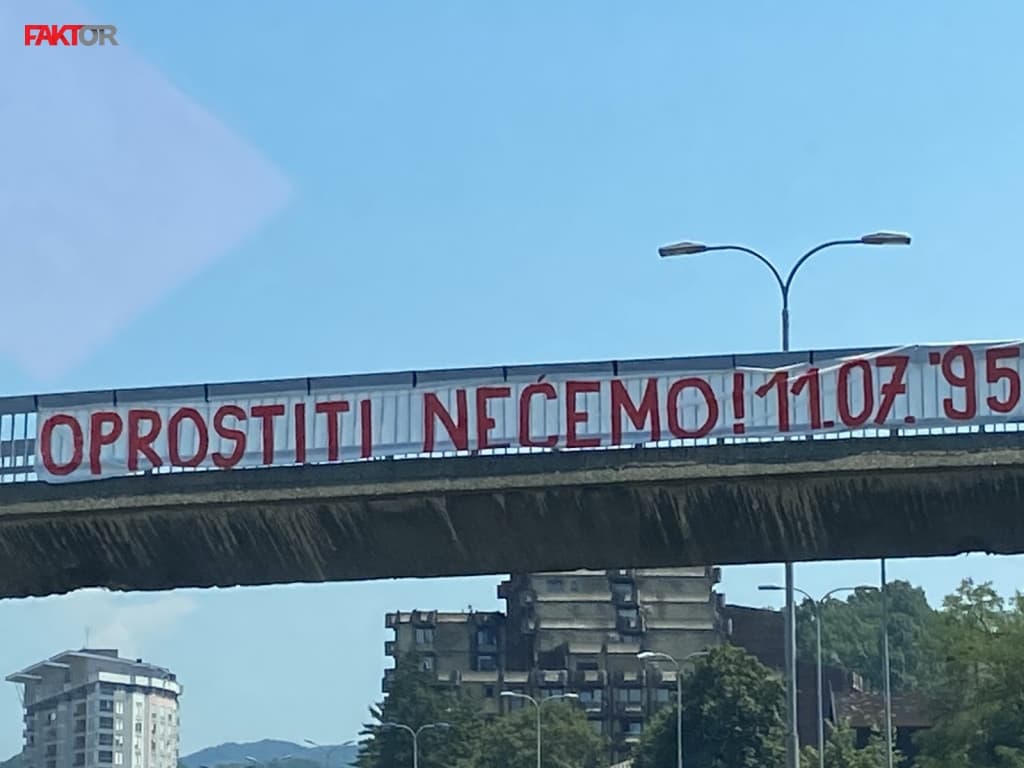 FAKTOR
OPROSTITI NEĆEMO! 11.07. '95